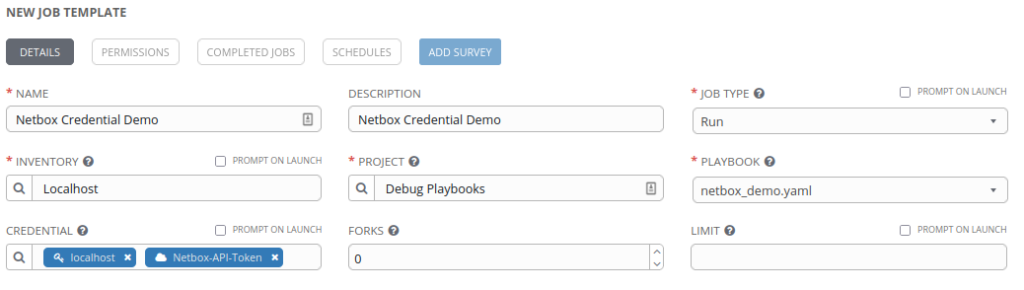 NEW JOB TEMPLATE
DETAILS PERMISSIONS COMPLETED JOBS SCHEDULES ADD SURVEY
* NAME DESCRIPTION * JOB TYPE ? PROMPT ON LAUNCH
Netbox Credential Demo Netbox Credential Demo Run
* INVENTORY ? PROMPT ON LAUNCH * PROJECT ? * PLAYBOOK ?
Localhost Debug Playbooks netbox_demo.yaml
CREDENTIAL ? PROMPT ON LAUNCH FORKS ? LIMIT ? PROMPT ON LAUNCH
localhost × Netbox-API-Token × 0